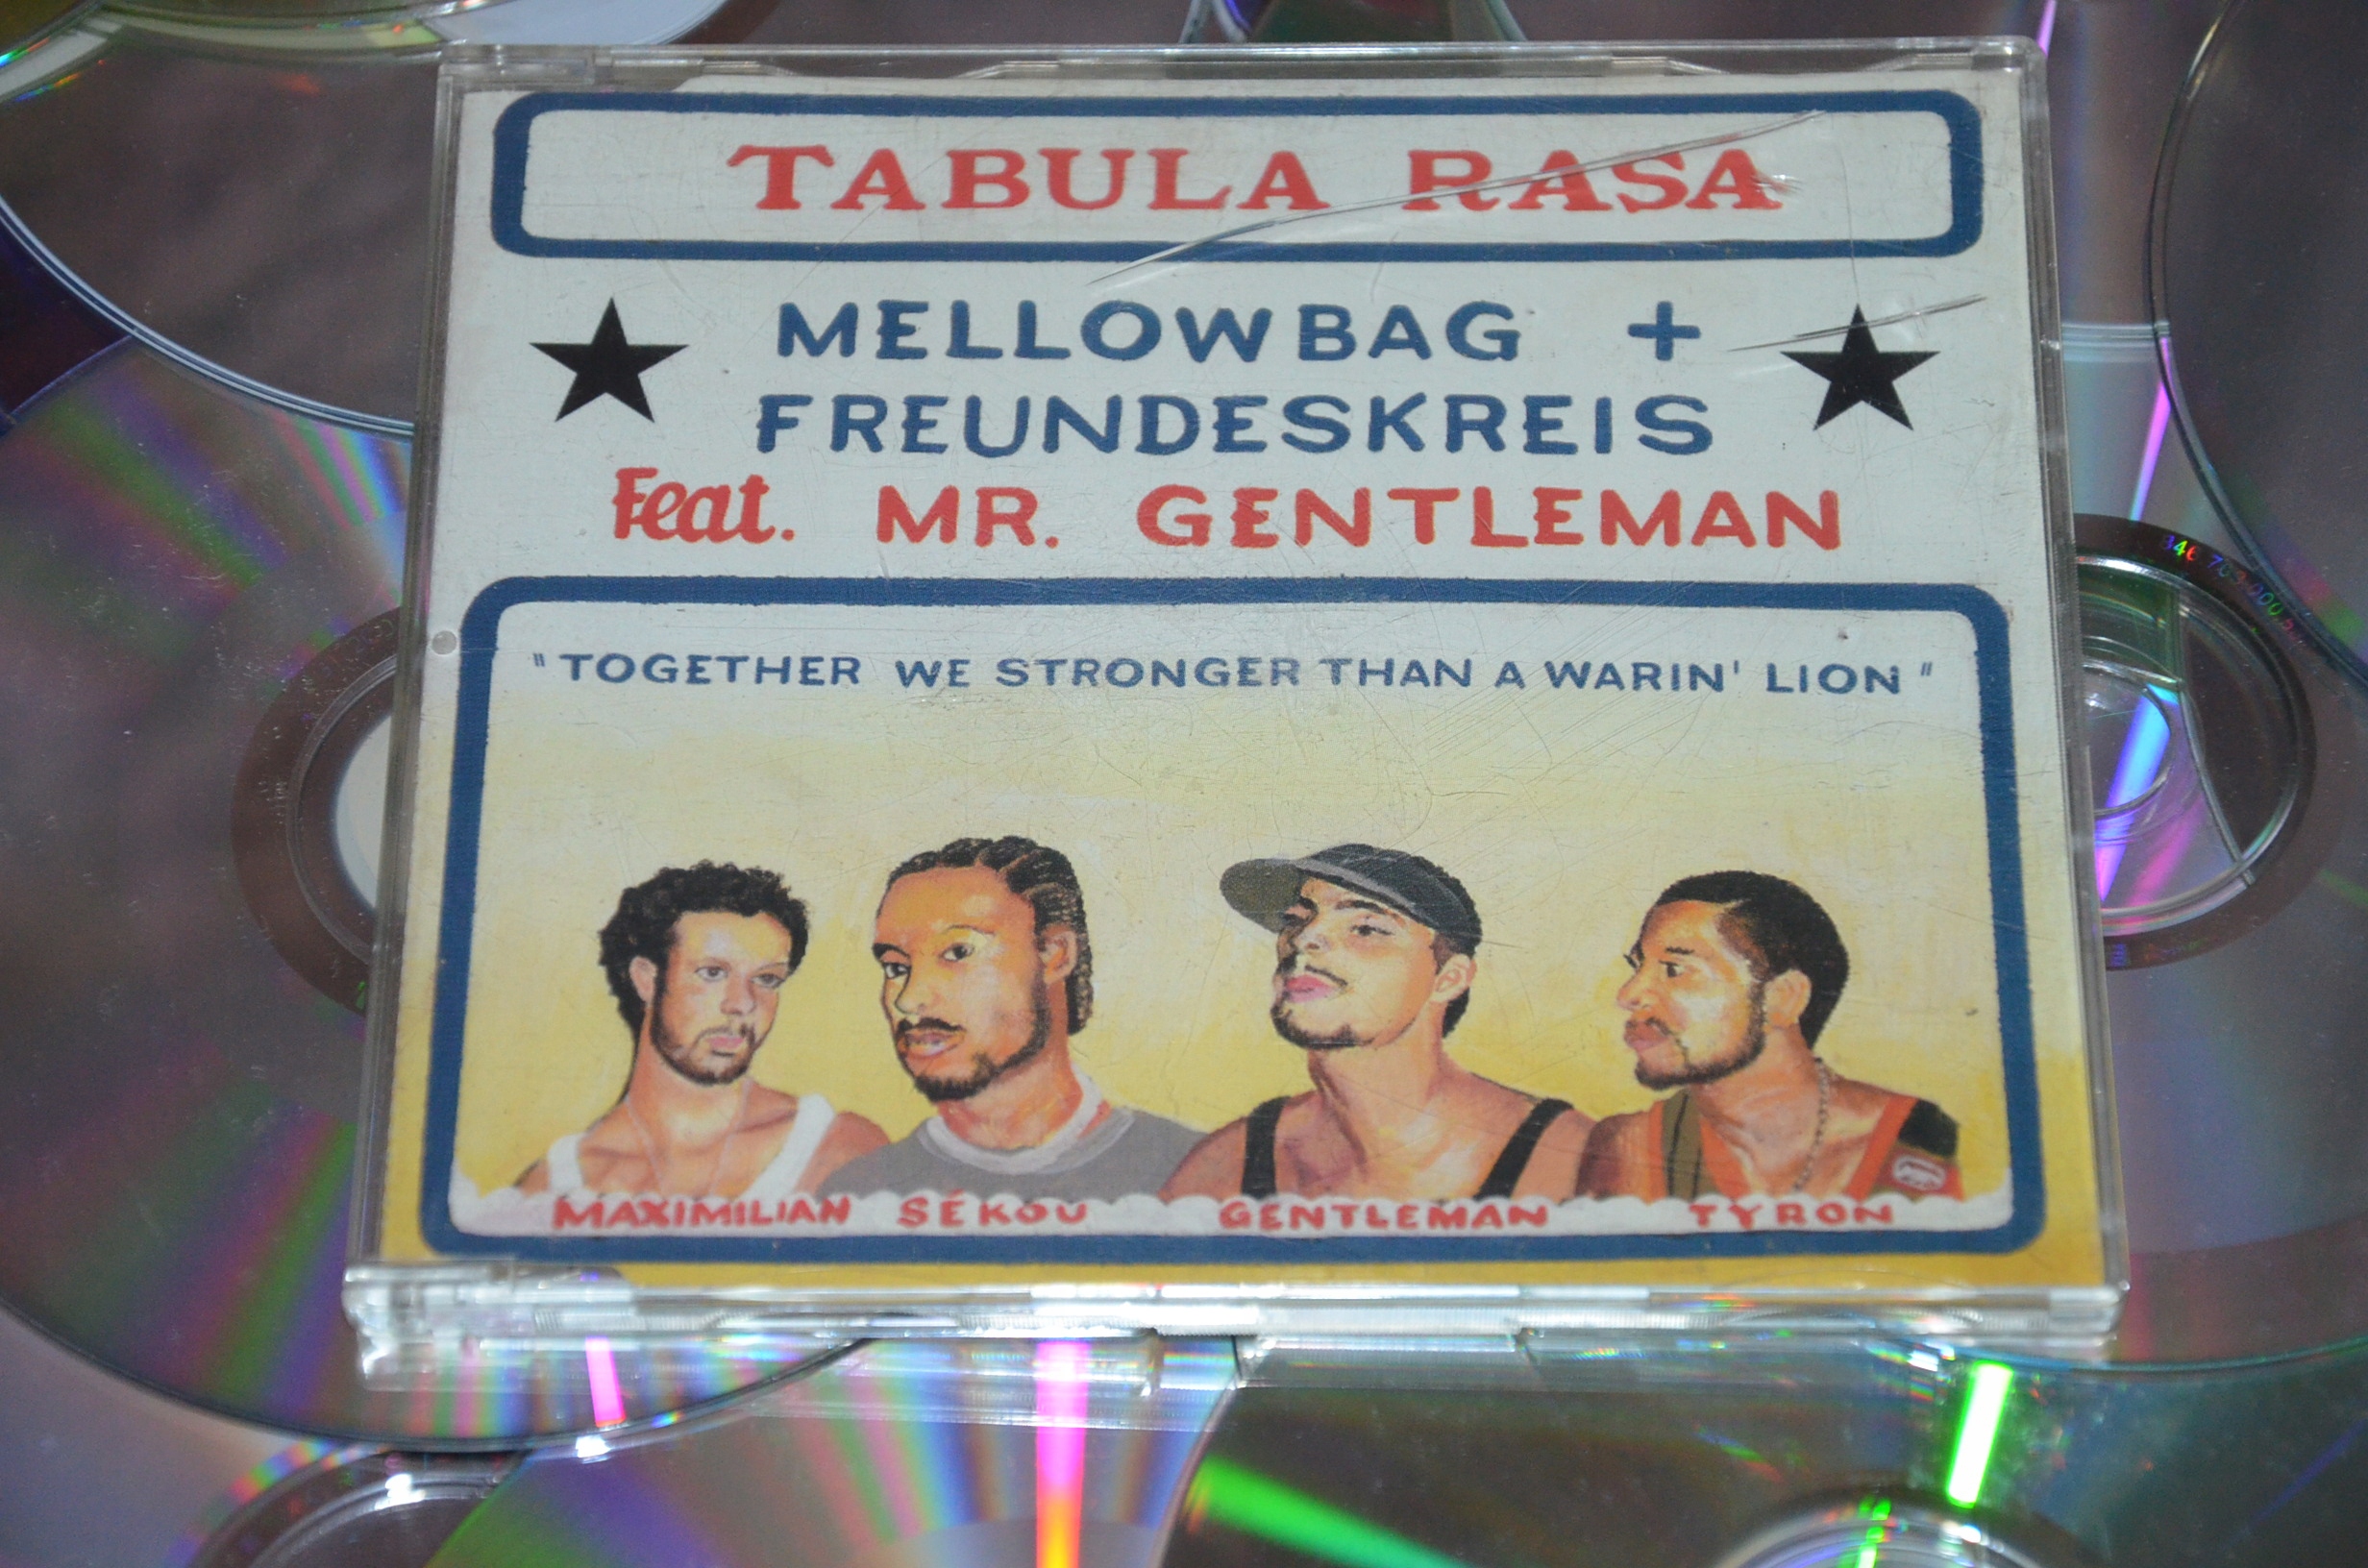 TABULA RASA
MELLOWBAG +
FREUNDESKREIS
Feat. MR. GENTLEMAN
"TOGETHER WE STRONGER THAN A WARIN' LION"
MAXIMILIAN SÉKOU GENTLEMAN TYRON